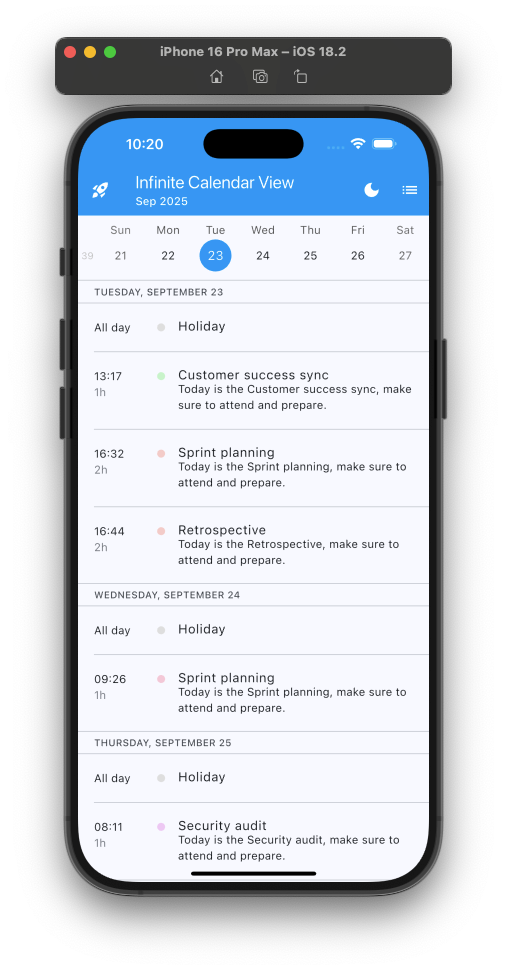 iPhone 16 Pro Max – iOS 18.2
10:20
Infinite Calendar View
Sep 2025
Sun Mon Tue Wed Thu Fri Sat
39 21 22 23 24 25 26 27
TUESDAY, SEPTEMBER 23
All day Holiday
13:17 Customer success sync
1h Today is the Customer success sync, make
sure to attend and prepare.
16:32 Sprint planning
2h Today is the Sprint planning, make sure to
attend and prepare.
16:44 Retrospective
2h Today is the Retrospective, make sure to
attend and prepare.
WEDNESDAY, SEPTEMBER 24
All day Holiday
09:26 Sprint planning
1h Today is the Sprint planning, make sure to
attend and prepare.
THURSDAY, SEPTEMBER 25
All day Holiday
08:11 Security audit
1h Today is the Security audit, make sure to
attend and prepare.